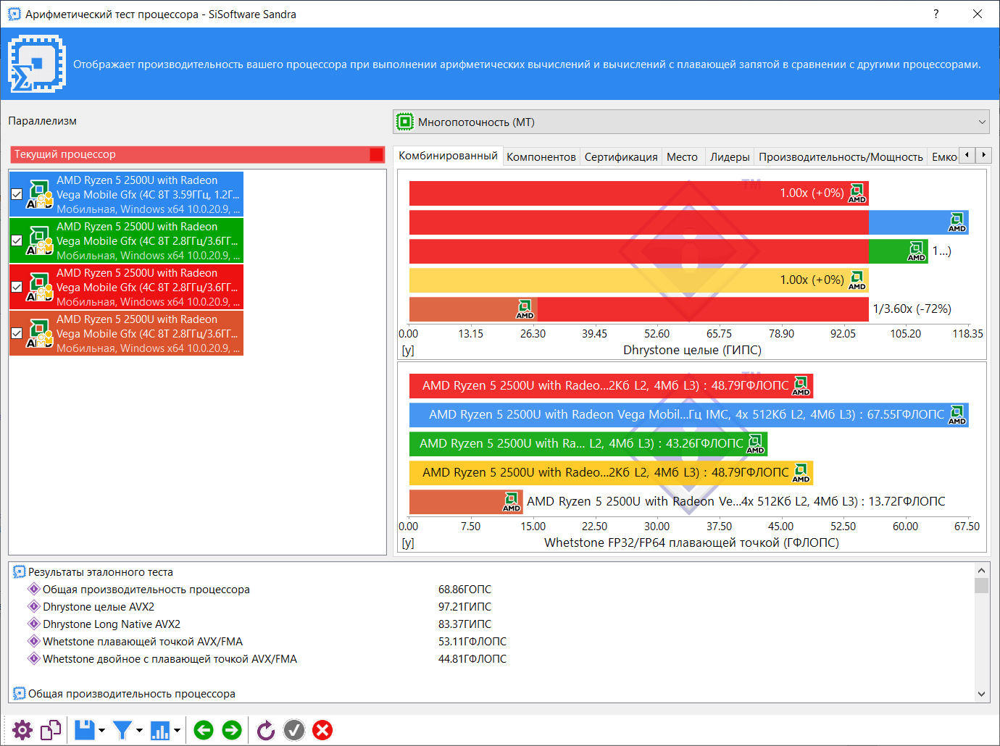 Арифметический тест процессора - SiSoftware Sandra
?
Отображает производительность вашего процессора при выполнении арифметических вычислений и вычислений с плавающей запятой в сравнении с другими процессорами.
Параллелизм
Многопоточность (МТ)
Текущий процессор
AMD Ryzen 5 2500U with Radeon
Vega Mobile Gfx (4C 8T 3.59ГГц, 1.2Г...
Мобильная, Windows x64 10.0.20.9, ...
AMD Ryzen 5 2500U with Radeon
Vega Mobile Gfx (4C 8T 2.8ГГц/3.6ГГ...
Мобильная, Windows x64 10.0.20.9, ...
AMD Ryzen 5 2500U with Radeon
Vega Mobile Gfx (4C 8T 2.8ГГц/3.6ГГ...
Мобильная, Windows x64 10.0.20.9, ...
AMD Ryzen 5 2500U with Radeon
Vega Mobile Gfx (4C 8T 2.8ГГц/3.6ГГ...
Мобильная, Windows x64 10.0.20.9, ...
Комбинированный Компонентов Сертификация Место Лидеры Производительность/Мощность Емко
TM
1.00x (+0%) AMD
AMD
AMD 1...)
1.00x (+0%) AMD
AMD 1/3.60x (-72%)
0.00 13.15 26.30 39.45 52.60 65.75 78.90 92.05 105.20 118.35
[y] Dhrystone целые (ГИПС)
TM
AMD Ryzen 5 2500U with Radeo...2Кб L2, 4Мб L3) : 48.79ГФЛОПС AMD
AMD Ryzen 5 2500U with Radeon Vega Mobil...Гц IMC, 4x 512Кб L2, 4Мб L3) : 67.55ГФЛОПС AMD
AMD Ryzen 5 2500U with Ra... L2, 4Мб L3) : 43.26ГФЛОПС AMD
AMD Ryzen 5 2500U with Radeo...2Кб L2, 4Мб L3) : 48.79ГФЛОПС AMD
AMD AMD Ryzen 5 2500U with Radeon Ve...4x 512Кб L2, 4Мб L3) : 13.72ГФЛОПС
0.00 7.50 15.00 22.50 30.00 37.50 45.00 52.50 60.00 67.50
[y] Whetstone FP32/FP64 плавающей точкой (ГФЛОПС)
Результаты эталонного теста
Общая производительность процессора 68.86ГОПС
Dhrystone целые AVX2 97.21ГИПС
Dhrystone Long Native AVX2 83.37ГИПС
Whetstone плавающей точкой AVX/FMA 53.11ГФЛОПС
Whetstone двойное с плавающей точкой AVX/FMA 44.81ГФЛОПС
Общая производительность процессора